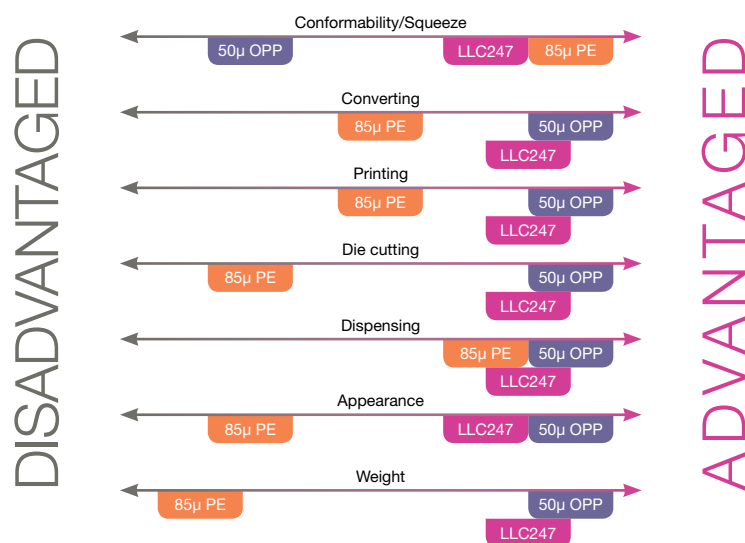 DISADVANTAGED
ADVANTAGED
Conformability/Squeeze
50µ OPP LLC247 85µ PE
Converting
85µ PE 50µ OPP
LLC247
Printing
85µ PE 50µ OPP
LLC247
Die cutting
85µ PE 50µ OPP
LLC247
Dispensing
85µ PE 50µ OPP
LLC247
Appearance
85µ PE LLC247 50µ OPP
Weight
85µ PE 50µ OPP
LLC247